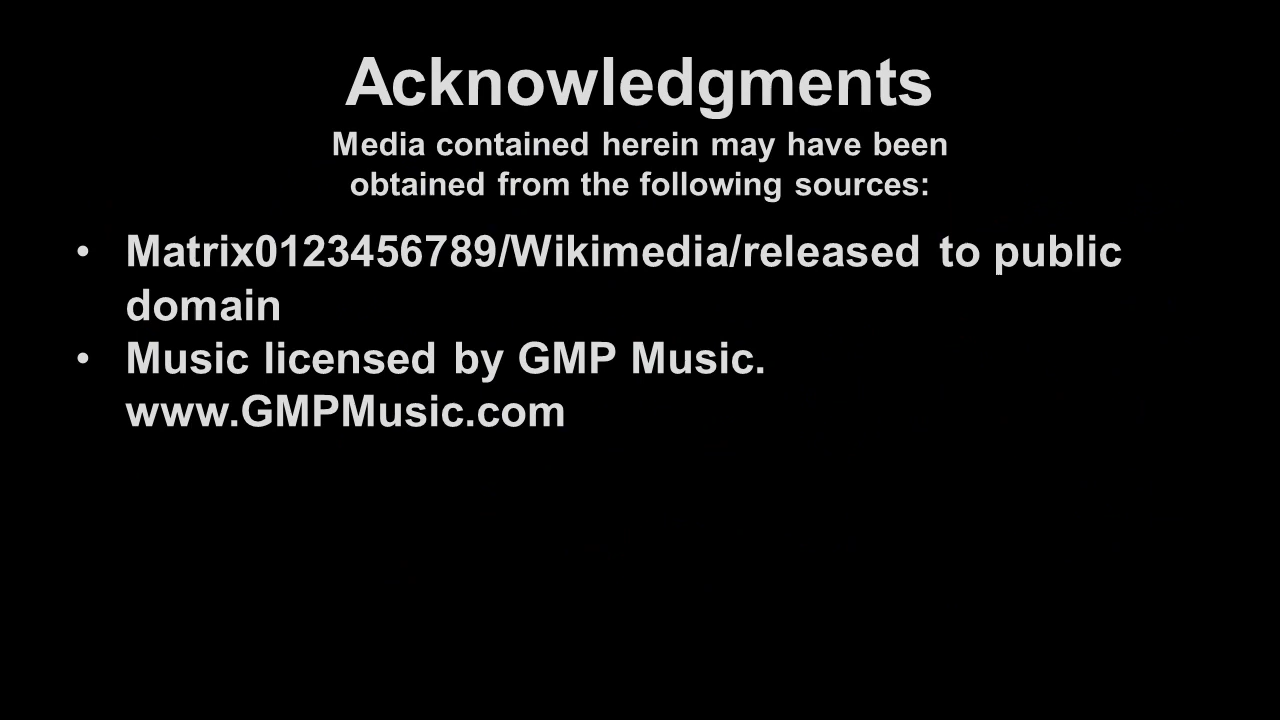 Acknowledgments
Media contained herein may have been
obtained from the following sources:
• Matrix0123456789/Wikimedia/released to public
domain
• Music licensed by GMP Music.
www.GMPMusic.com